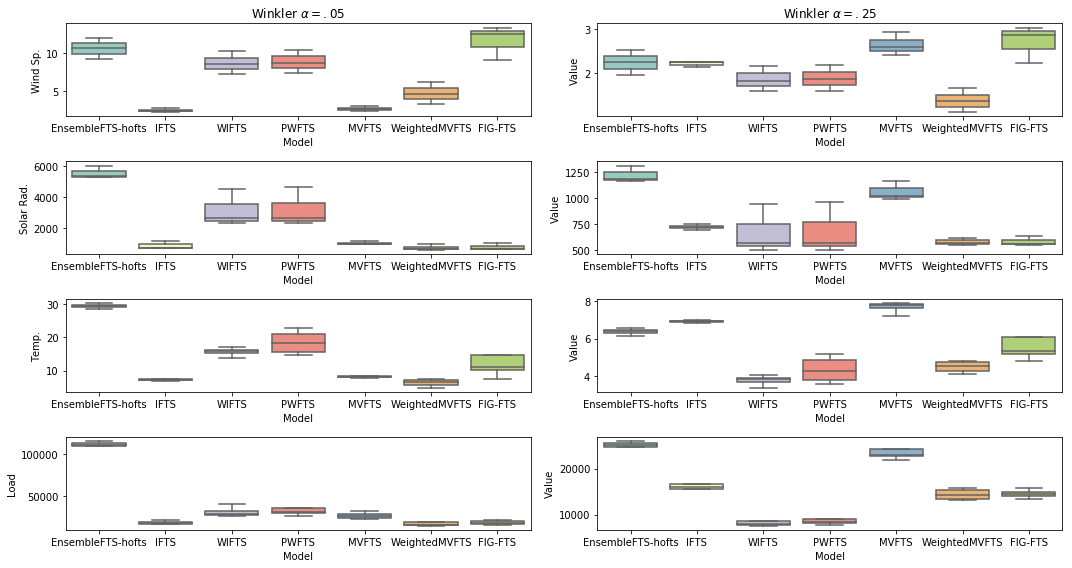 Winkler α=.05
Wind Sp.
10
5
EnsembleFTS-hofts IFTS WIFTS PWFTS MVFTS WeightedMVFTS FIG-FTS
Model
Winkler α=.25
Value
3
2
EnsembleFTS-hofts IFTS WIFTS PWFTS MVFTS WeightedMVFTS FIG-FTS
Model
Solar Rad.
6000
4000
2000
EnsembleFTS-hofts IFTS WIFTS PWFTS MVFTS WeightedMVFTS FIG-FTS
Model
Value
1250
1000
750
500
EnsembleFTS-hofts IFTS WIFTS PWFTS MVFTS WeightedMVFTS FIG-FTS
Model
Temp.
30
20
10
EnsembleFTS-hofts IFTS WIFTS PWFTS MVFTS WeightedMVFTS FIG-FTS
Model
Value
8
6
4
EnsembleFTS-hofts IFTS WIFTS PWFTS MVFTS WeightedMVFTS FIG-FTS
Model
Load
100000
50000
EnsembleFTS-hofts IFTS WIFTS PWFTS MVFTS WeightedMVFTS FIG-FTS
Model
Value
20000
10000
EnsembleFTS-hofts IFTS WIFTS PWFTS MVFTS WeightedMVFTS FIG-FTS
Model